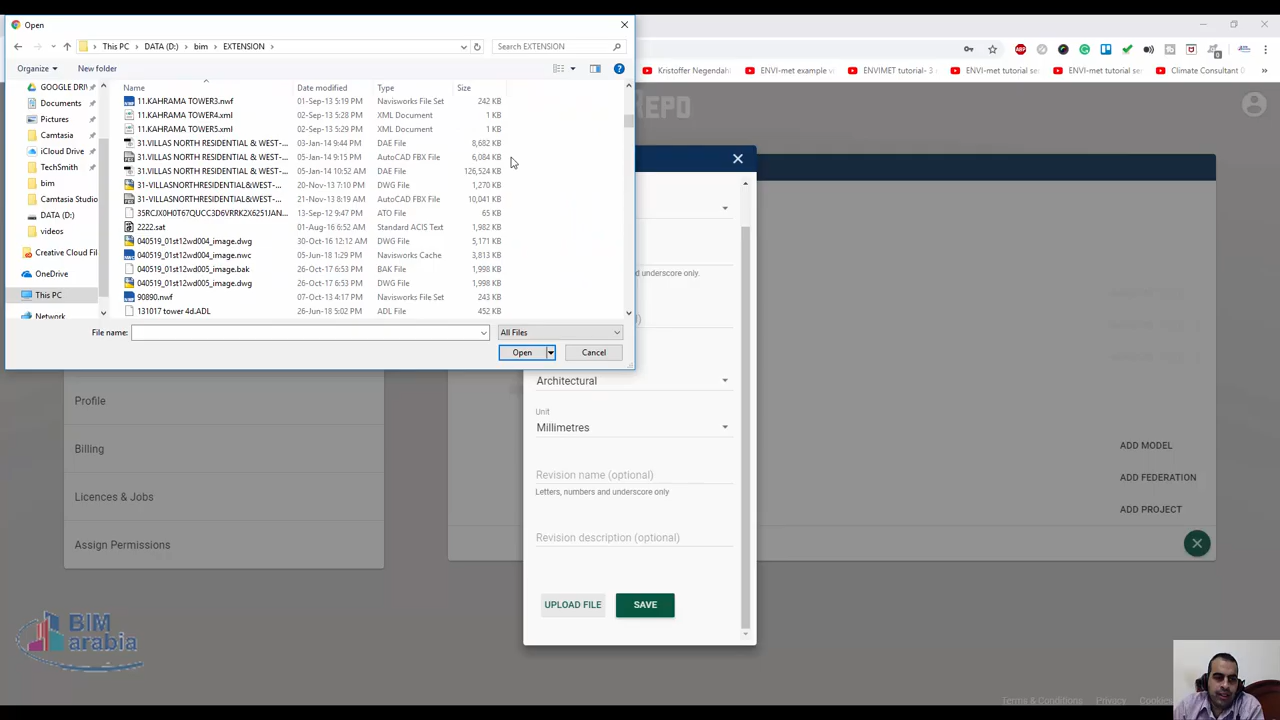 Open
This PC
DATA (D:)
bim
EXTENSION
Search EXTENSION
Organize
New folder
Name
Date modified
Type
Size
GOOGLE DRIV
Documents
Pictures
Camtasia
iCloud Drive
TechSmith
bim
Camtasia Studio
DATA (D:)
videos
Creative Cloud Fil
OneDrive
This PC
Network
11.KAHRAMA TOWER3.nwf 01-Sep-13 5:19 PM Navisworks File Set 242 KB
11.KAHRAMA TOWER4.xml 02-Sep-13 5:28 PM XML Document 1 KB
11.KAHRAMA TOWER5.xml 02-Sep-13 5:29 PM XML Document 1 KB
31.VILLAS NORTH RESIDENTIAL & WEST-... 03-Jan-14 9:44 PM DAE File 8,682 KB
31.VILLAS NORTH RESIDENTIAL & WEST-... 05-Jan-14 9:15 PM AutoCAD FBX File 6,084 KB
31.VILLAS NORTH RESIDENTIAL & WEST-... 05-Jan-14 10:52 AM DAE File 126,524 KB
31-VILLASNORTHRESIDENTIAL&WEST-... 20-Nov-13 7:10 PM DWG File 1,270 KB
31-VILLASNORTHRESIDENTIAL&WEST-... 21-Nov-13 8:19 AM AutoCAD FBX File 10,041 KB
13-Sep-12 9:47 PM ATO File 65 KB
2222.sat 01-Aug-16 6:52 AM Standard ACIS Text 1,982 KB
040519_01st12wd004_image.dwg 30-Oct-16 12:12 AM DWG File 5,171 KB
040519_01st12wd004_image.nwc 05-Jun-18 1:29 PM Navisworks Cache 3,813 KB
040519_01st12wd005_image.bak 26-Oct-17 6:53 PM BAK File 1,998 KB
040519_01st12wd005_image.dwg 26-Oct-17 6:53 PM DWG File 1,998 KB
90890.nwf 07-Oct-13 4:17 PM Navisworks File Set 243 KB
131017 tower 4d.ADL 26-Jun-18 5:02 PM ADL File 452 KB
File name:
All Files
Open
Cancel
Kristoffer Negendahl
ENVI-met example v
ENVIMET tutorial- 3
ENVI-met tutorial se
ENVI-met tutorial ser
Climate Consultant
REPO
nd underscore only.
Architectural
Unit
Millimetres
Revision name (optional)
Letters, numbers and underscore only
Revision description (optional)
UPLOAD FILE
SAVE
Profile
Billing
Licences & Jobs
Assign Permissions
ADD MODEL
ADD FEDERATION
ADD PROJECT
BIM
arabia
Terms & Conditions
Privacy
Cookies